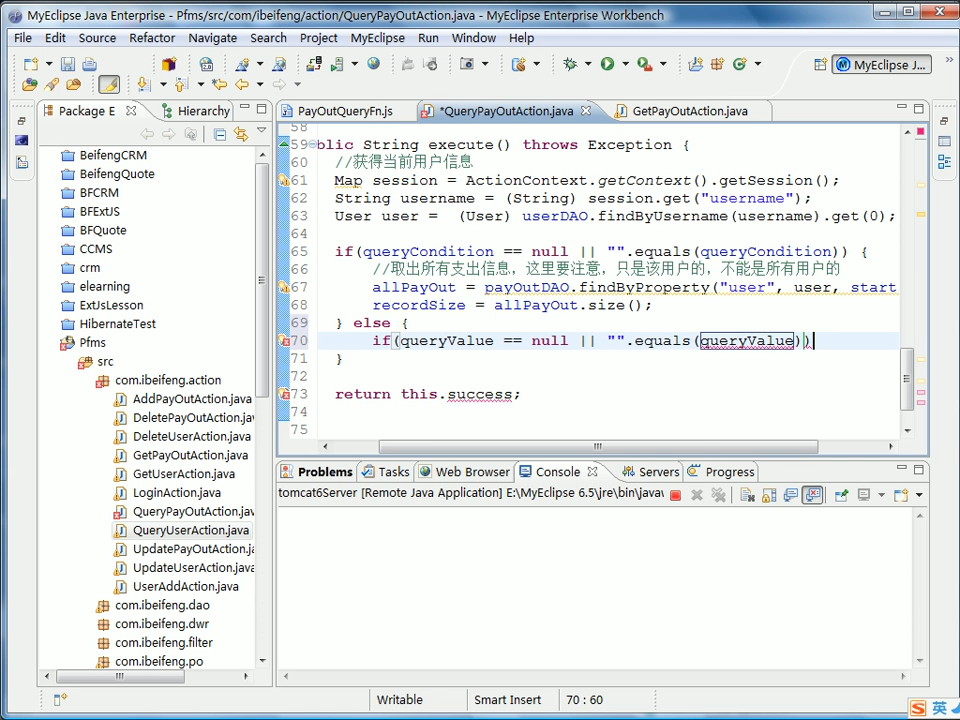 MyEclipse Java Enterprise - Pfms/src/com/ibeifeng/action/QueryPayOutAction.java - MyEclipse Enterprise Workbench
File Edit Source Refactor Navigate Search Project MyEclipse Run Window Help
MyEclipse J...
Package E Hierarchy
BeifengCRM
BeifengQuote
BFCRM
BFExtJS
BFQuote
CCMS
crm
elearning
ExtJsLesson
HibernateTest
Pfms
src
com.ibeifeng.action
AddPayOutAction.java
DeletePayOutAction.jav
DeleteUserAction.java
GetPayOutAction.java
GetUserAction.java
LoginAction.java
QueryPayOutAction.jav
QueryUserAction.java
UpdatePayOutAction.ja
UpdateUserAction.java
UserAddAction.java
com.ibeifeng.dao
com.ibeifeng.dwr
com.ibeifeng.filter
com.ibeifeng.po
PayOutQueryFn.js *QueryPayOutAction.java GetPayOutAction.java
58
59 blic String execute() throws Exception {
60 //获得当前用户信息
61 Map session = ActionContext.getContext().getSession();
62 String username = (String) session.get("username");
63 User user = (User) userDAO.findByUsername(username).get(0);
64
65 if(queryCondition == null || "".equals(queryCondition)) {
66 //取出所有支出信息，这里要注意，只是该用户的，不能是所有用户的
67 allPayOut = payOutDAO.findByProperty("user", user, start
68 recordSize = allPayOut.size();
69 } else {
70 if(queryValue == null || "".equals(queryValue))
71 }
72
73 return this.success;
74
75
Problems Tasks Web Browser Console Servers Progress
tomcat6Server [Remote Java Application] E:\MyEclipse 6.5\jre\bin\javaw
Writable Smart Insert 70 : 60
S 英